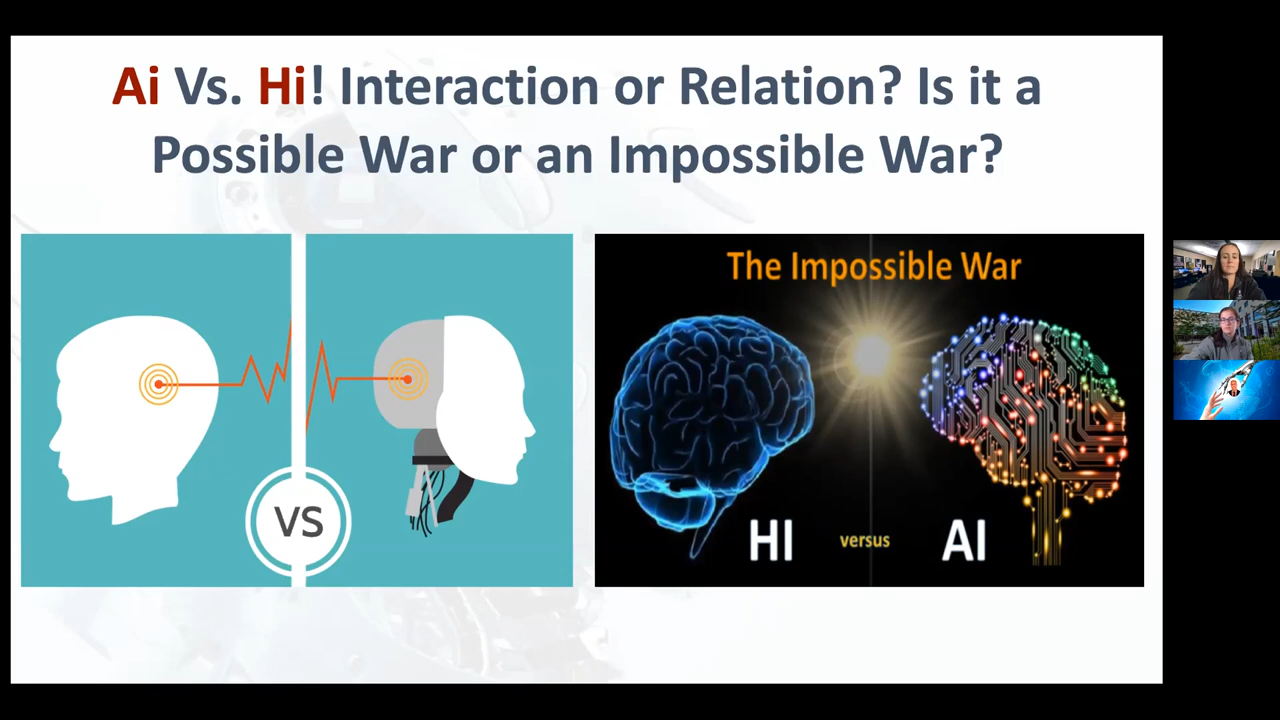 Ai Vs. Hi! Interaction or Relation? Is it a
Possible War or an Impossible War?
VS
The Impossible War
HI versus AI